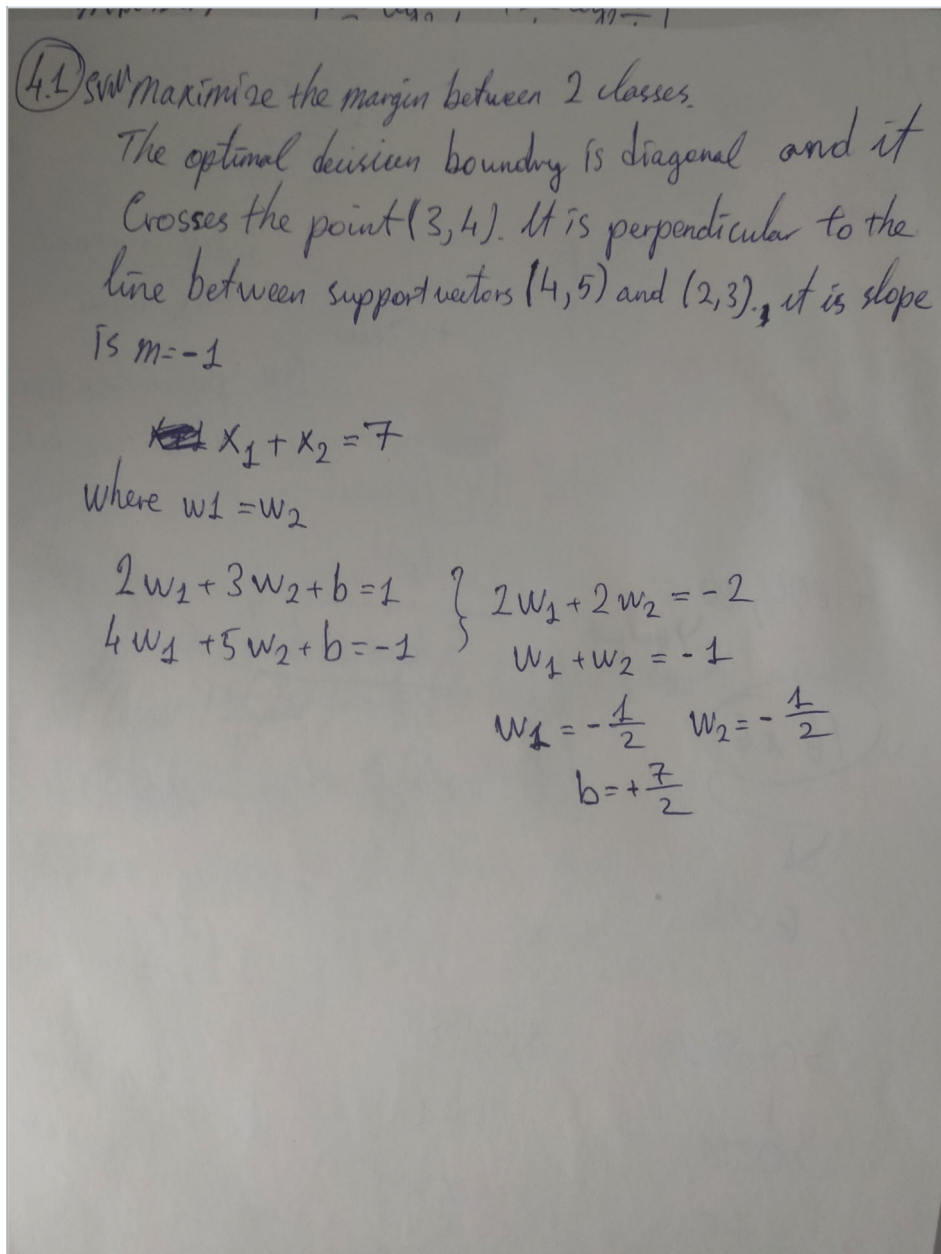 4.1 SVM maximize the margin between 2 classes.
The optimal decision boundry is diagonal and it
Crosses the point (3,4). It is perpendicular to the
line between support vectors (4,5) and (2,3), it is slope
is m=-1
x1 + x2 = 7
where w1 = w2
2w1 + 3w2 + b = 1
4w1 + 5w2 + b = -1
} 2w1 + 2w2 = -2
w1 + w2 = -1
w1 = -1/2 w2 = -1/2
b = +7/2